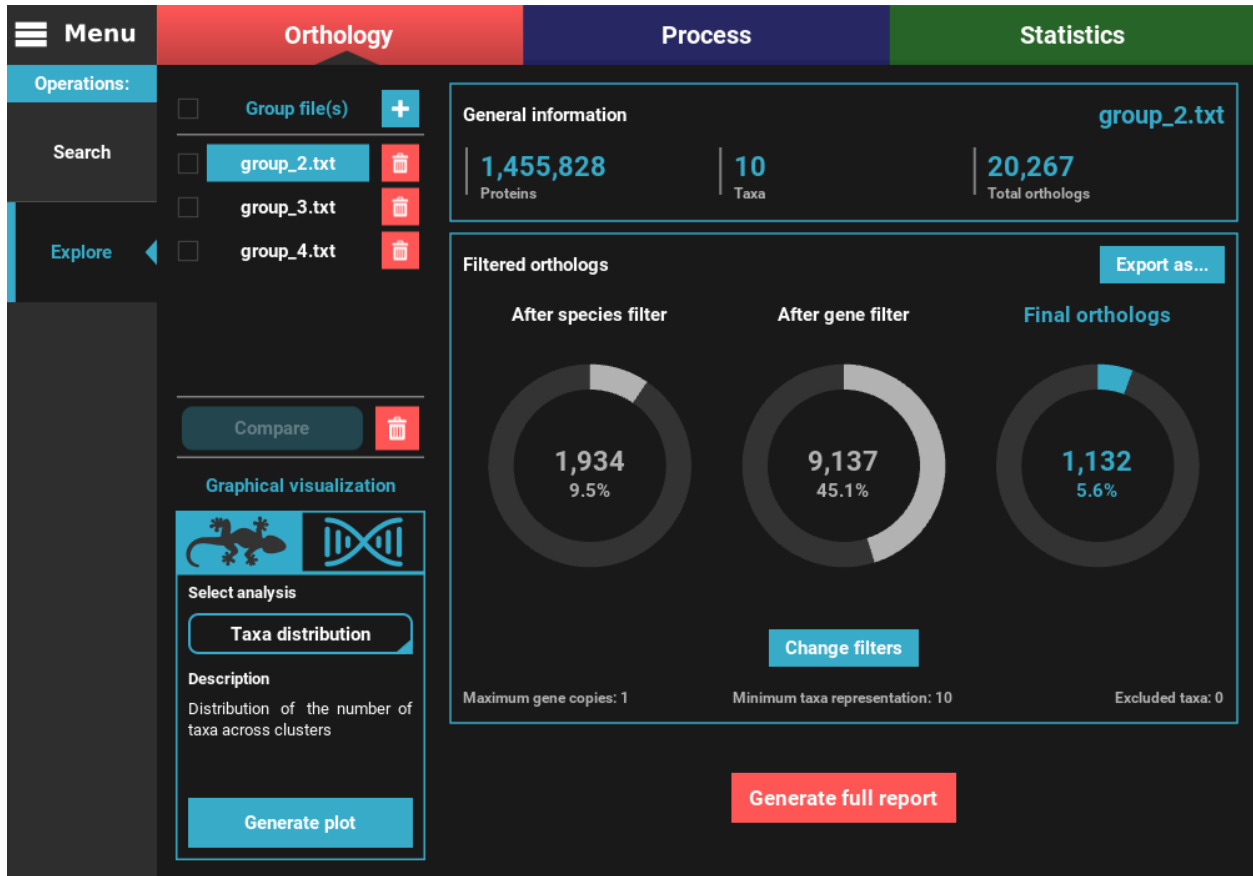 Menu
Orthology
Process
Statistics
Operations:
Search
Explore
Group file(s)
+
group_2.txt
group_3.txt
group_4.txt
Compare
Graphical visualization
Select analysis
Taxa distribution
Description
Distribution of the number of
taxa across clusters
Generate plot
General information
group_2.txt
1,455,828
Proteins
10
Taxa
20,267
Total orthologs
Filtered orthologs
Export as...
After species filter
After gene filter
Final orthologs
1,934
9.5%
9,137
45.1%
1,132
5.6%
Change filters
Maximum gene copies: 1
Minimum taxa representation: 10
Excluded taxa: 0
Generate full report